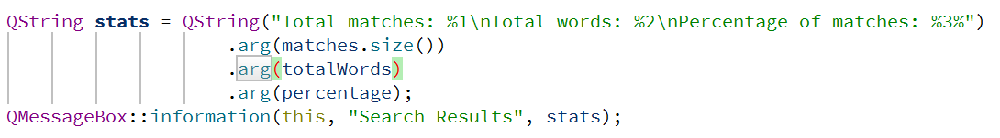 QString stats = QString("Total matches: %1\nTotal words: %2\nPercentage of matches: %3%")
.arg(matches.size())
.arg(totalWords)
.arg(percentage);
QMessageBox::information(this, "Search Results", stats);